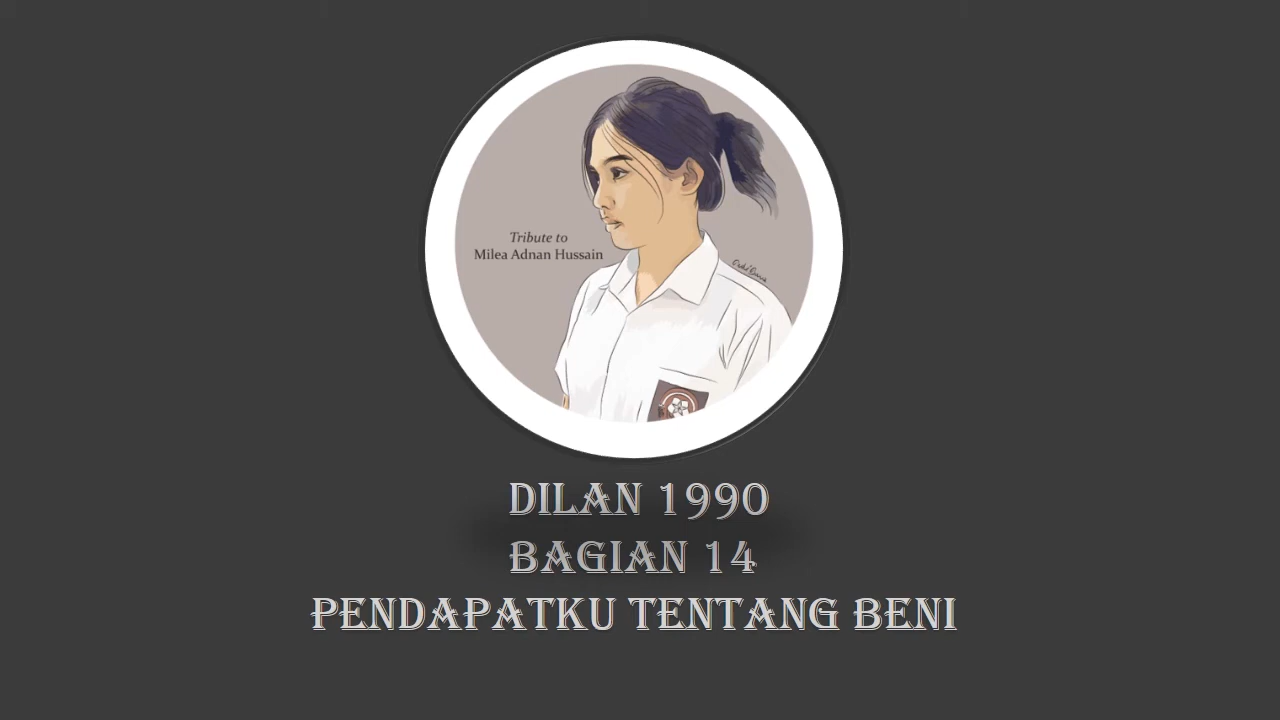 Tribute to
Milea Adnan Hussain
DILAN 1990
BAGIAN 14
PENDAPATKU TENTANG BENI